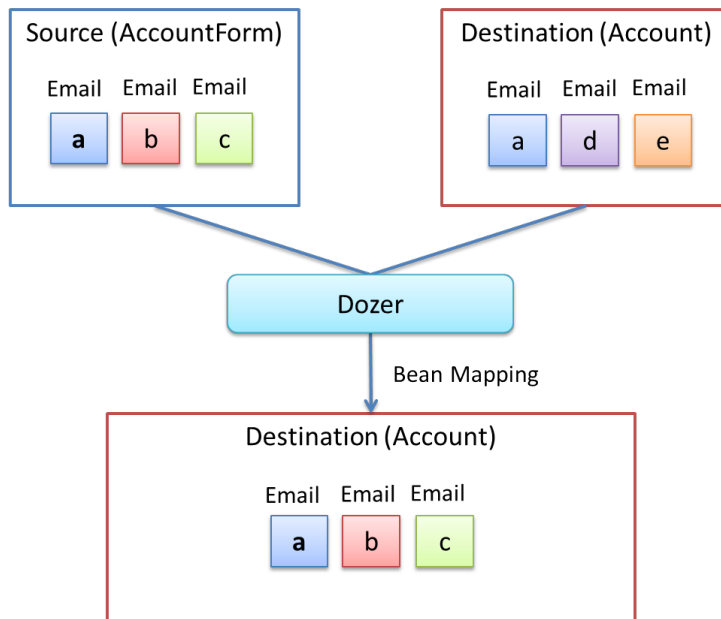 Source (AccountForm)
Email Email Email
a b c
Destination (Account)
Email Email Email
a d e
Dozer
Bean Mapping
Destination (Account)
Email Email Email
a b c